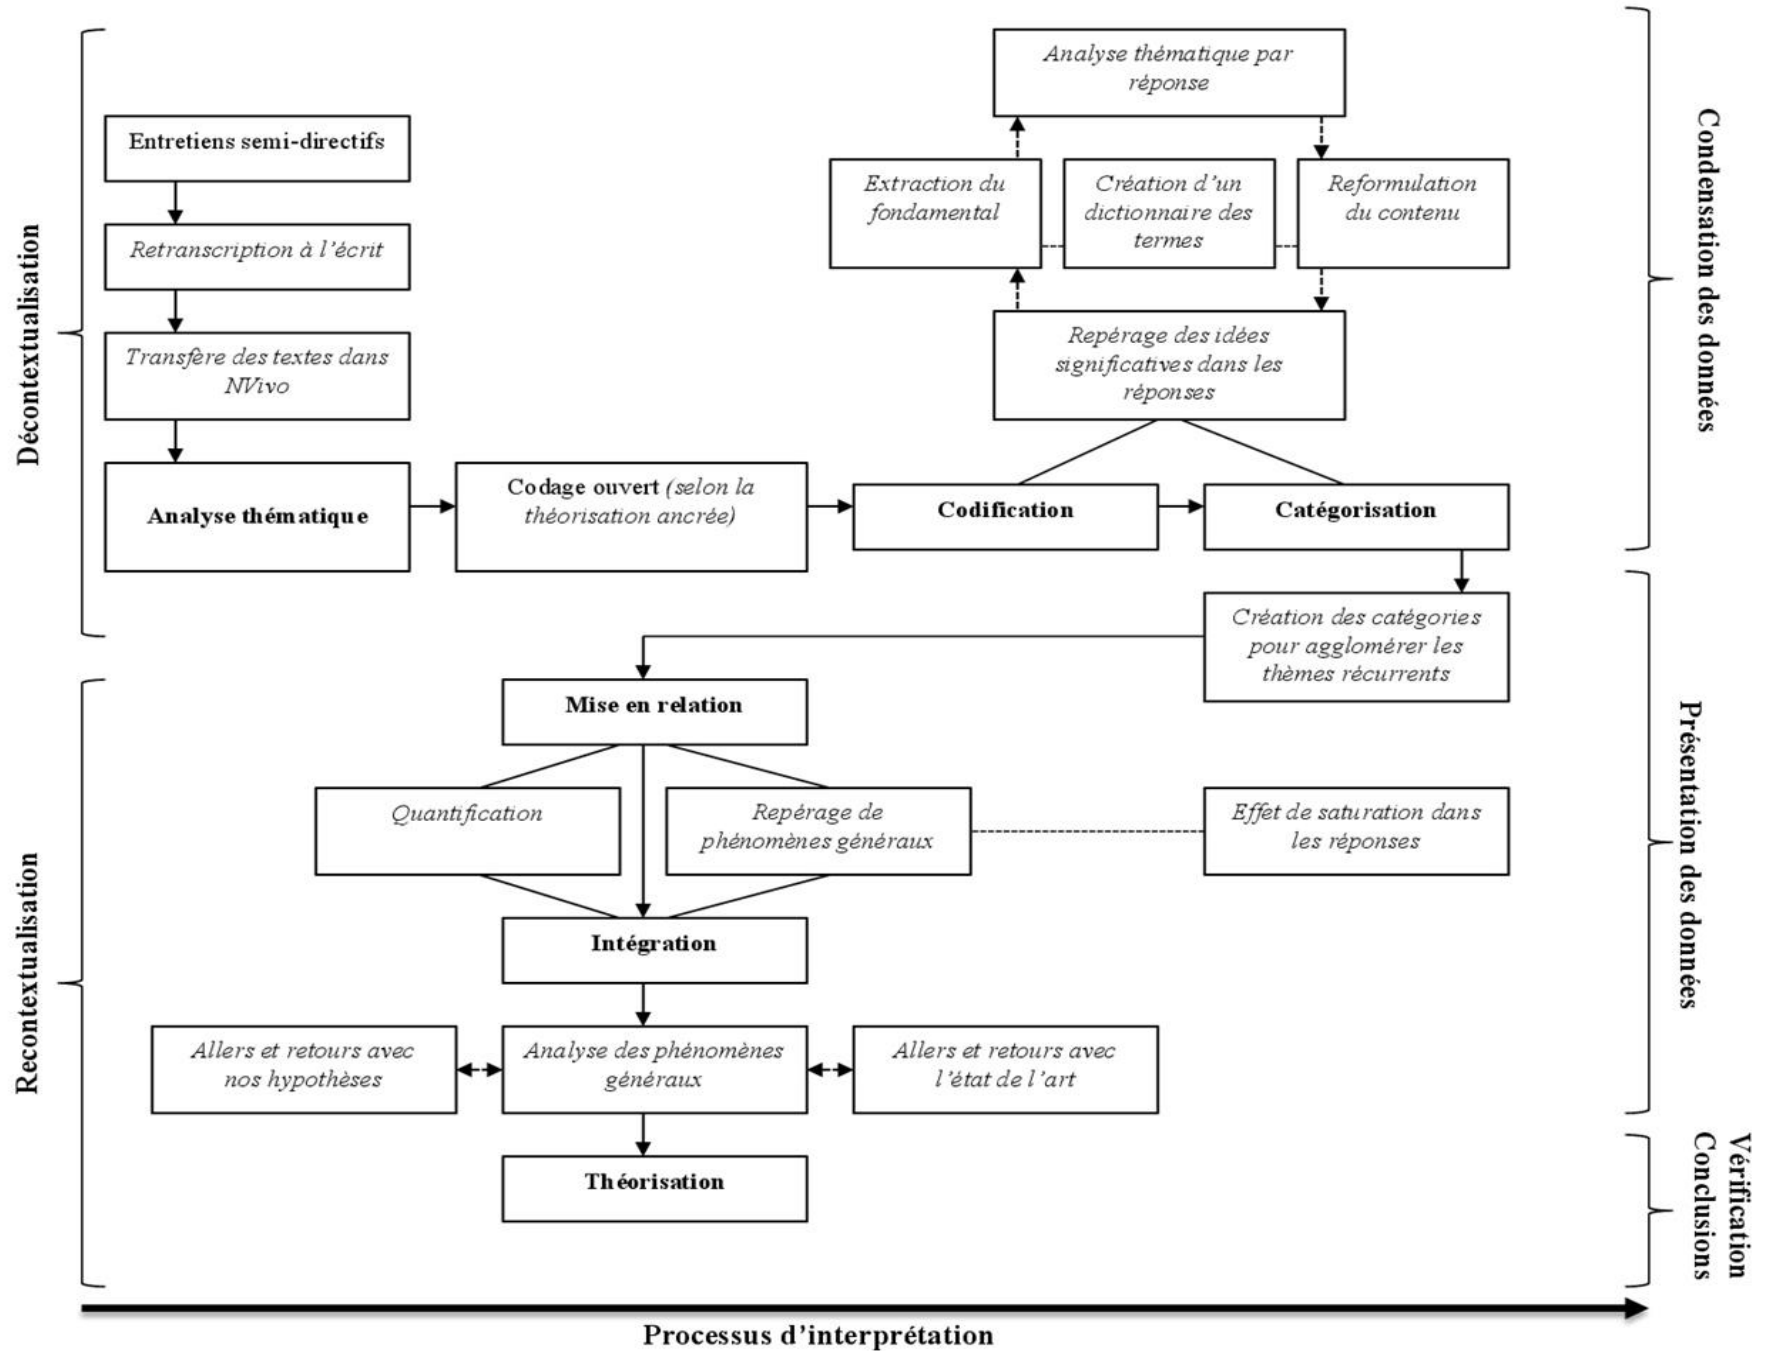 Décontextualisation
Entretiens semi-directifs
Retranscription à l'écrit
Transfère des textes dans
NVivo
Analyse thématique
Codage ouvert (selon la
théorisation ancrée)
Analyse thématique par
réponse
Extraction du
fondamental
Création d'un
dictionnaire des
termes
Reformulation
du contenu
Repérage des idées
significatives dans les
réponses
Codification
Catégorisation
Condensation des données
Création des catégories
pour agglomérer les
thèmes récurrents
Recontextualisation
Mise en relation
Quantification
Repérage de
phénomènes généraux
Effet de saturation dans
les réponses
Intégration
Allers et retours avec
nos hypothèses
Analyse des phénomènes
généraux
Allers et retours avec
l'état de l'art
Présentation des données
Théorisation
Vérification
Conclusions
Processus d'interprétation